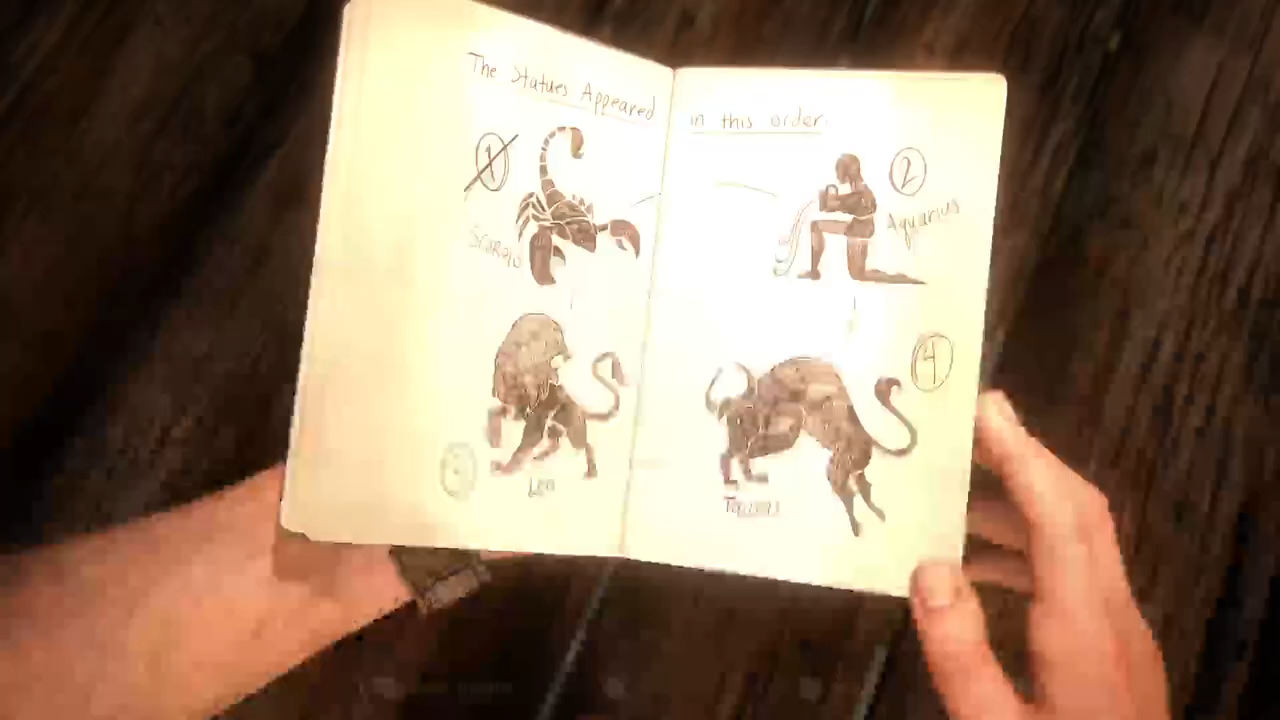 The Statues Appeared in this order.
1
2
Scorpio
Aquarius
4
Leo
Taurus